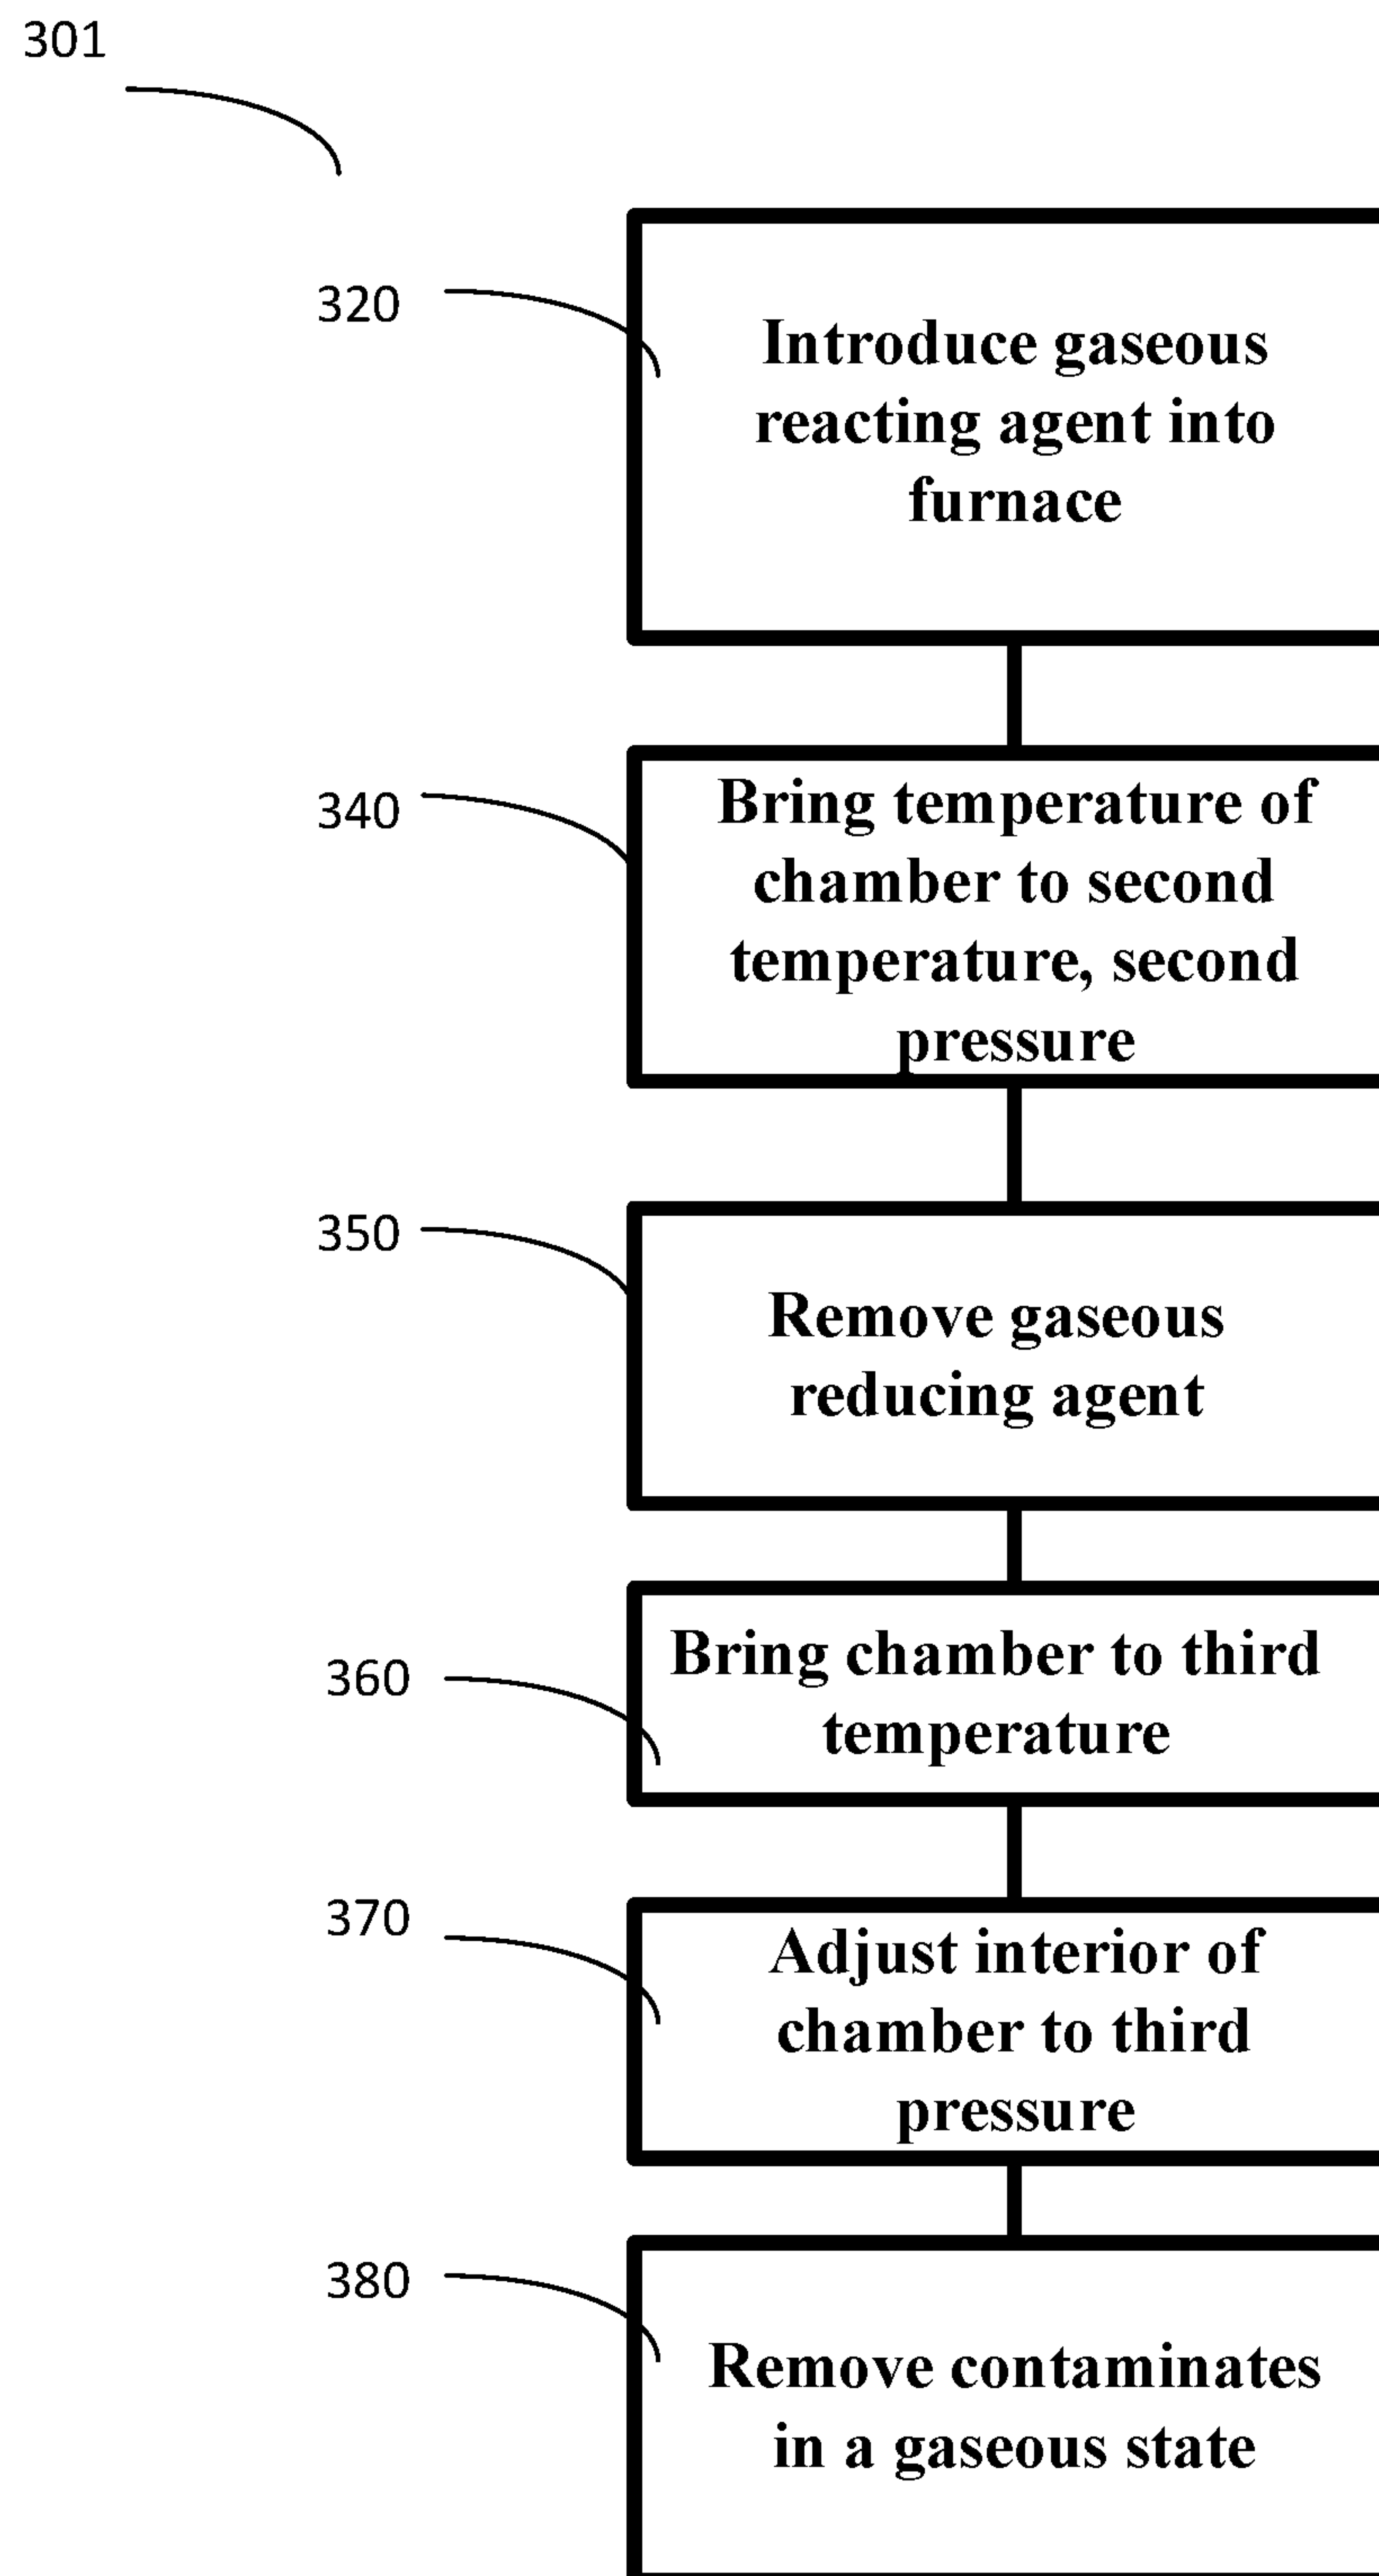 301
320
Introduce gaseous
reacting agent into
furnace
340
Bring temperature of
chamber to second
temperature, second
pressure
350
Remove gaseous
reducing agent
360
Bring chamber to third
temperature
370
Adjust interior of
chamber to third
pressure
380
Remove contaminates
in a gaseous state